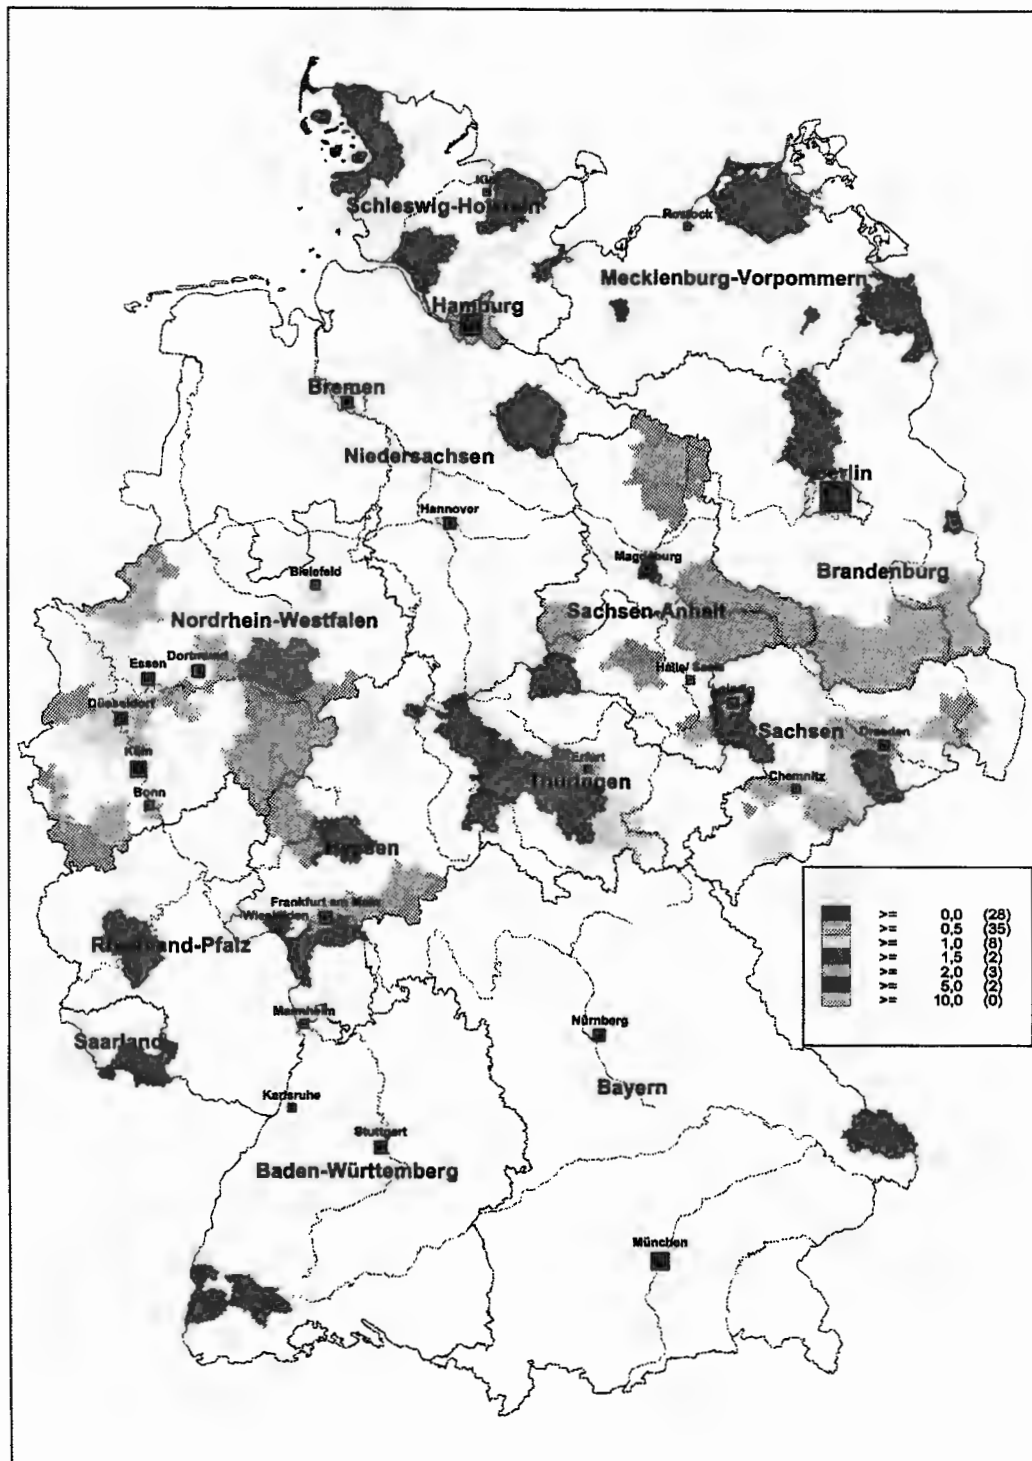 Schleswig-Holstein
Rostock
Mecklenburg-Vorpommern
Hamburg
Bremen
Niedersachsen
Hannover
Magdeburg
Bielefeld
Brandenburg
Sachsen-Anhalt
Nordrhein-Westfalen
Essen
Dortmund
Halle/ Saale
Düsseldorf
Sachsen
Dresden
Köln
Erfurt
Thüringen
Chemnitz
Bonn
Hessen
Frankfurt am Main
Wiesbaden
>= 0,0 (28)
>= 0,5 (35)
>= 1,0 (8)
>= 1,5 (2)
>= 2,0 (3)
>= 5,0 (2)
>= 10,0 (0)
Mannheim
Nürnberg
Saarland
Bayern
Karlsruhe
Stuttgart
Baden-Württemberg
München